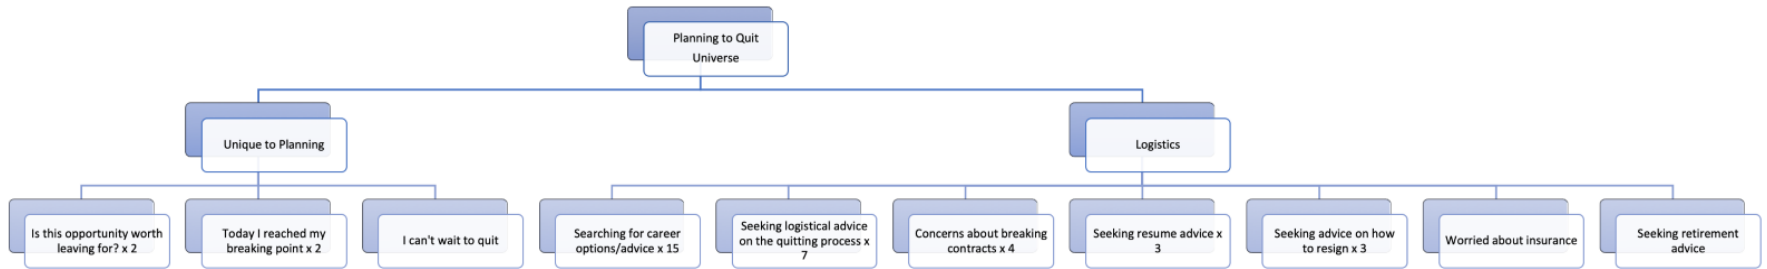 Planning to Quit
Universe
Unique to Planning
Logistics
Is this opportunity worth
leaving for? x 2
Today I reached my
breaking point x 2
I can't wait to quit
Searching for career
options/advice x 15
Seeking logistical advice
on the quitting process x
7
Concerns about breaking
contracts x 4
Seeking resume advice x
3
Seeking advice on how
to resign x 3
Worried about insurance
Seeking retirement
advice